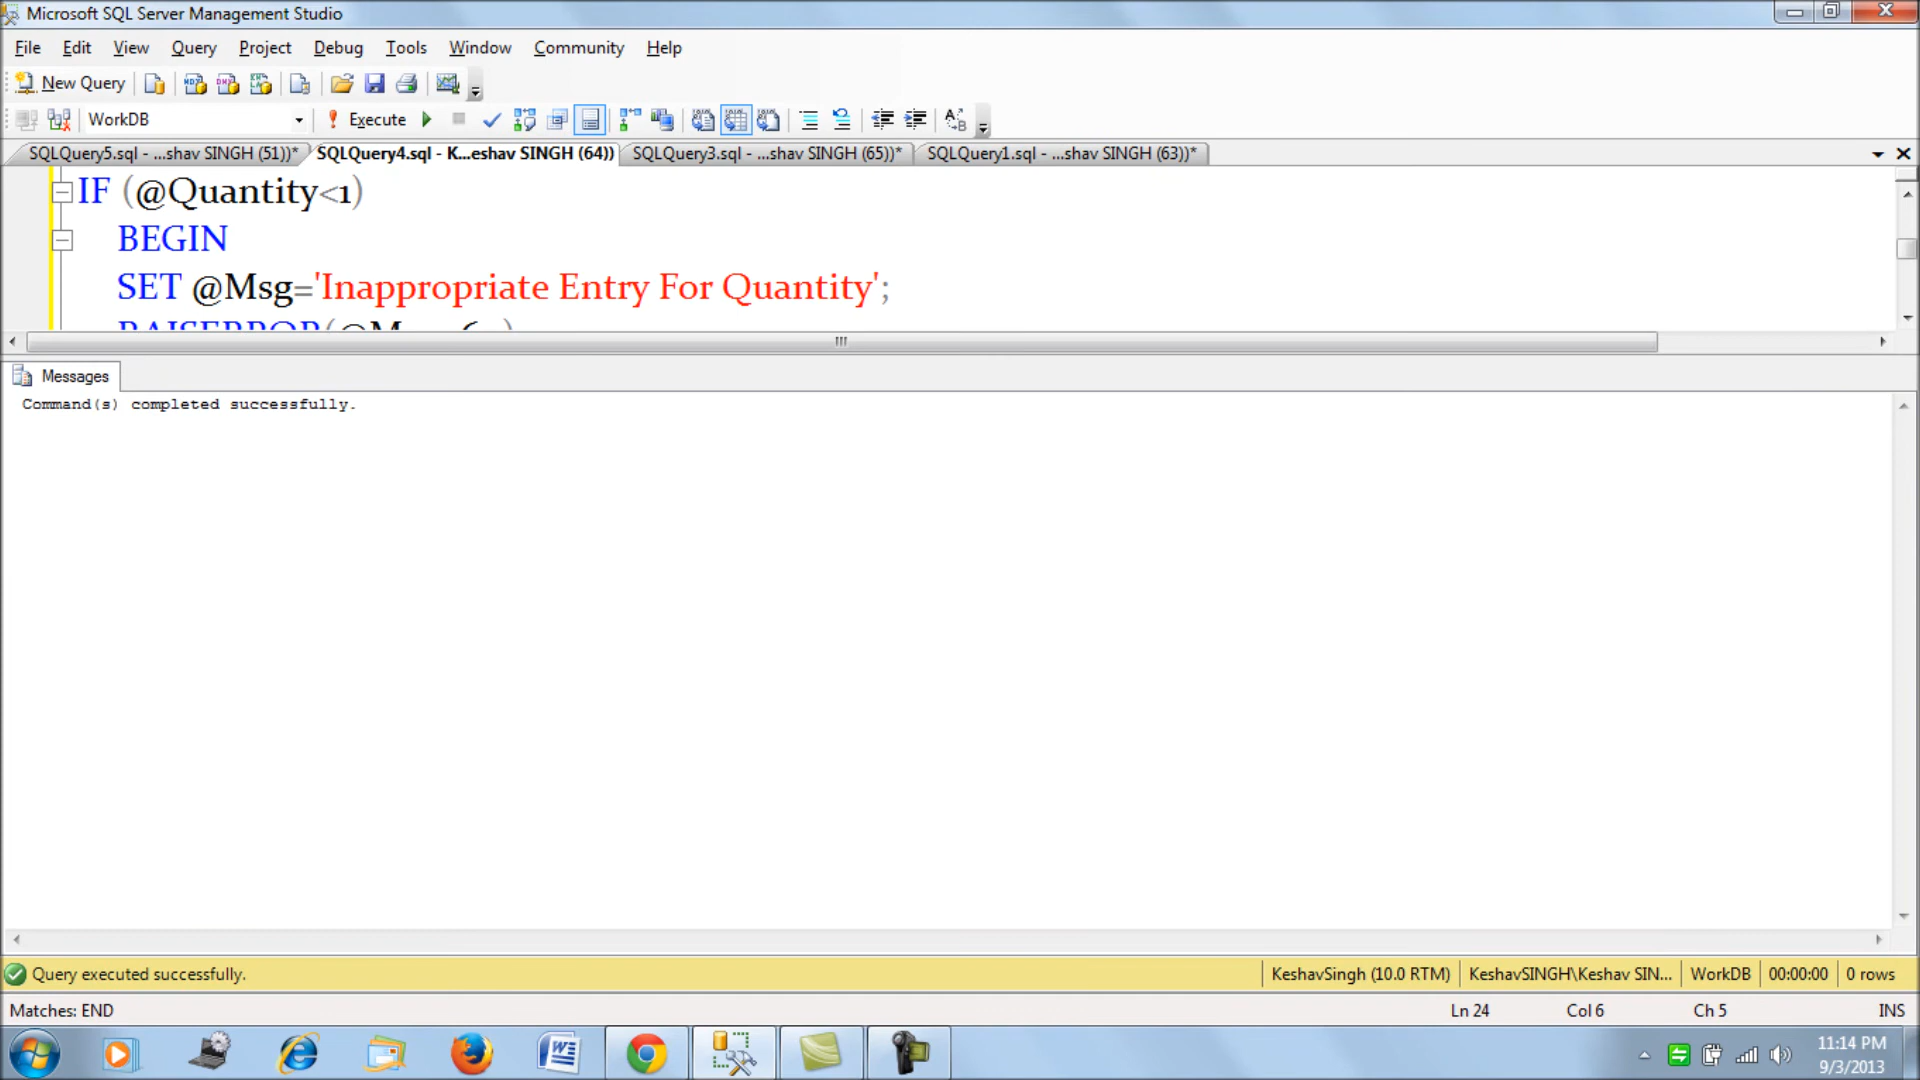 Microsoft SQL Server Management Studio
File Edit View Query Project Debug Tools Window Community Help
New Query
WorkDB Execute
SQLQuery5.sql - ...shav SINGH (51))* SQLQuery4.sql - K...eshav SINGH (64)) SQLQuery3.sql - ...shav SINGH (65))* SQLQuery1.sql - ...shav SINGH (63))*
IF (@Quantity<1)
BEGIN
SET @Msg='Inappropriate Entry For Quantity';
RAISERROR(@Msg
Messages
Command(s) completed successfully.
Query executed successfully. KeshavSingh (10.0 RTM) KeshavSINGH\Keshav SIN... WorkDB 00:00:00 0 rows
Matches: END Ln 24 Col 6 Ch 5 INS
11:14 PM
9/3/2013